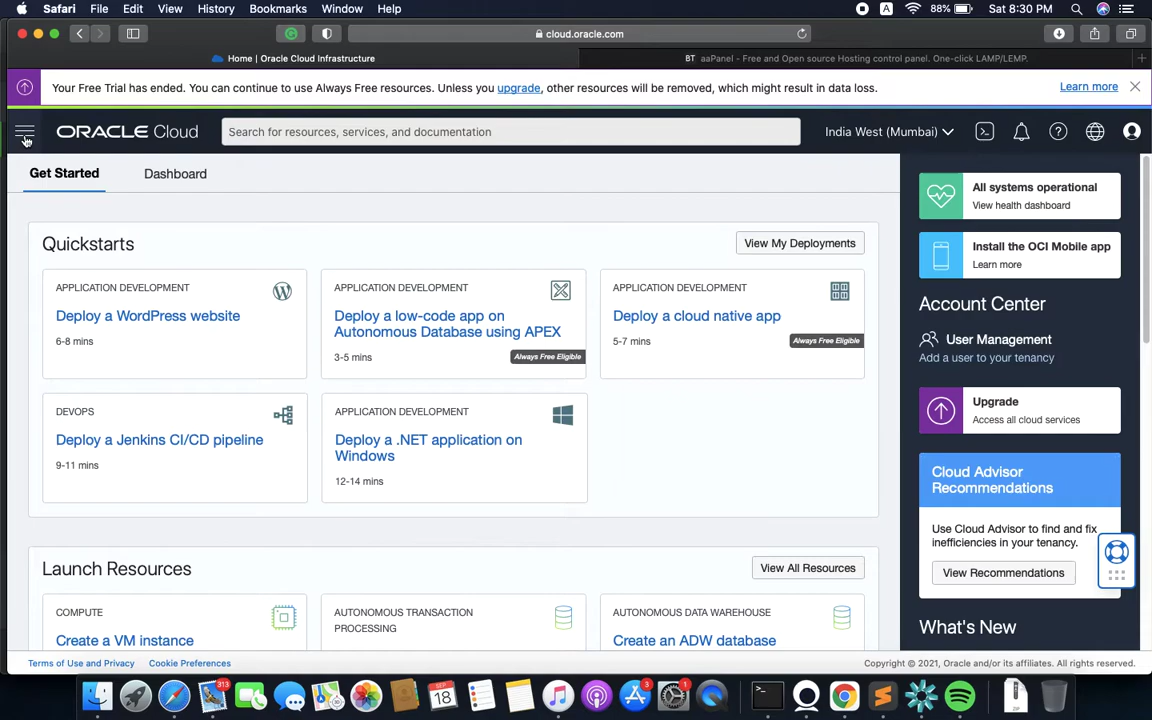 Safari File Edit View History Bookmarks Window Help
A 88% Sat 8:30 PM
cloud.oracle.com
Home | Oracle Cloud Infrastructure
BT aaPanel - Free and Open source Hosting control panel. One-click LAMP/LEMP.
Your Free Trial has ended. You can continue to use Always Free resources. Unless you upgrade, other resources will be removed, which might result in data loss.
Learn more
ORACLE Cloud
Search for resources, services, and documentation
India West (Mumbai)
Get Started
Dashboard
Quickstarts
View My Deployments
APPLICATION DEVELOPMENT
Deploy a WordPress website
6-8 mins
APPLICATION DEVELOPMENT
Deploy a low-code app on
Autonomous Database using APEX
3-5 mins
Always Free Eligible
APPLICATION DEVELOPMENT
Deploy a cloud native app
5-7 mins
Always Free Eligible
DEVOPS
Deploy a Jenkins CI/CD pipeline
9-11 mins
APPLICATION DEVELOPMENT
Deploy a .NET application on
Windows
12-14 mins
Launch Resources
View All Resources
COMPUTE
Create a VM instance
AUTONOMOUS TRANSACTION
PROCESSING
AUTONOMOUS DATA WAREHOUSE
Create an ADW database
All systems operational
View health dashboard
Install the OCI Mobile app
Learn more
Account Center
User Management
Add a user to your tenancy
Upgrade
Access all cloud services
Cloud Advisor
Recommendations
Use Cloud Advisor to find and fix
inefficiencies in your tenancy.
View Recommendations
What's New
Terms of Use and Privacy
Cookie Preferences
Copyright © 2021, Oracle and/or its affiliates. All rights reserved.
313
SEP
18
3
1